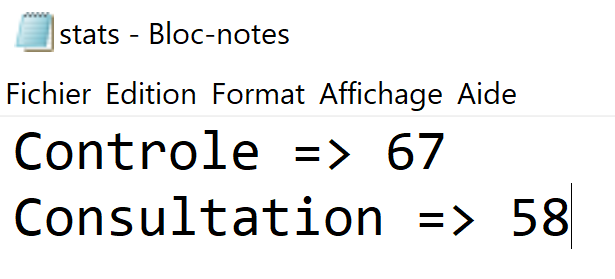 stats - Bloc-notes
Fichier Edition Format Affichage Aide
Controle => 67
Consultation => 58